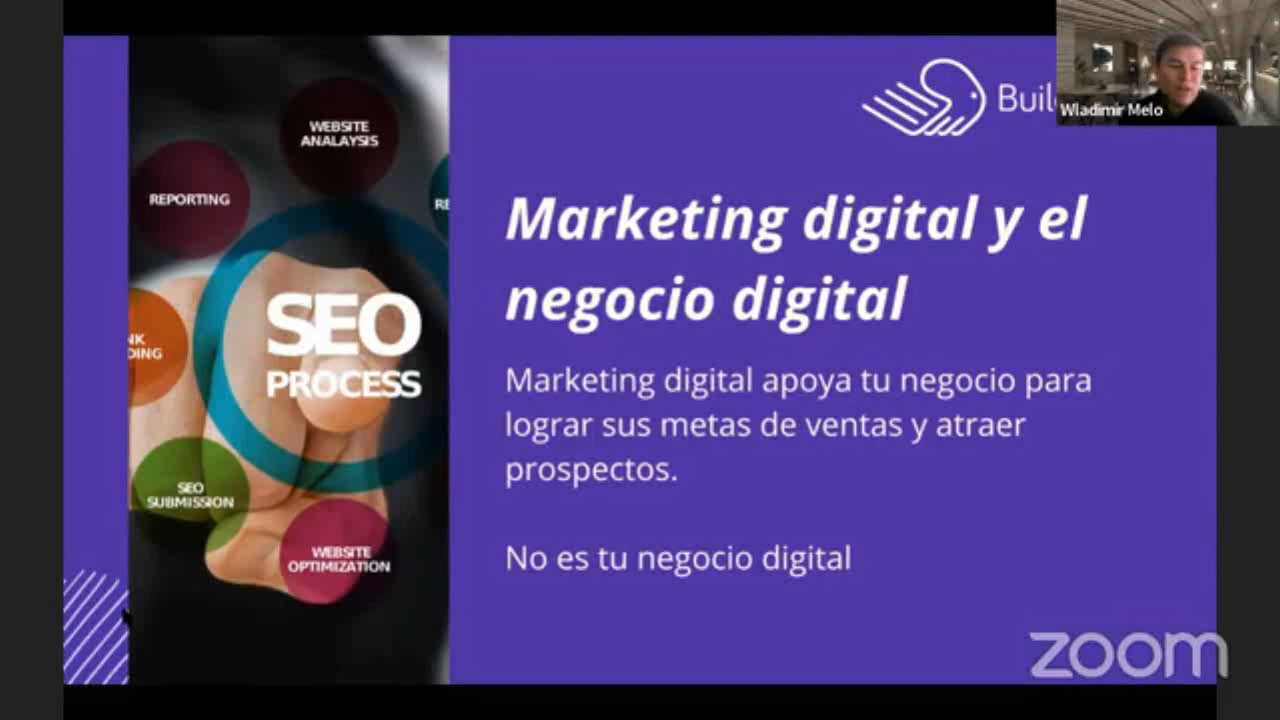 WEBSITE
ANALAYSIS
REPORTING
SEO
PROCESS
SEO
SUBMISSION
WEBSITE
OPTIMIZATION
Wladimir Melo
Marketing digital y el
negocio digital
Marketing digital apoya tu negocio para
lograr sus metas de ventas y atraer
prospectos.
No es tu negocio digital
zoom